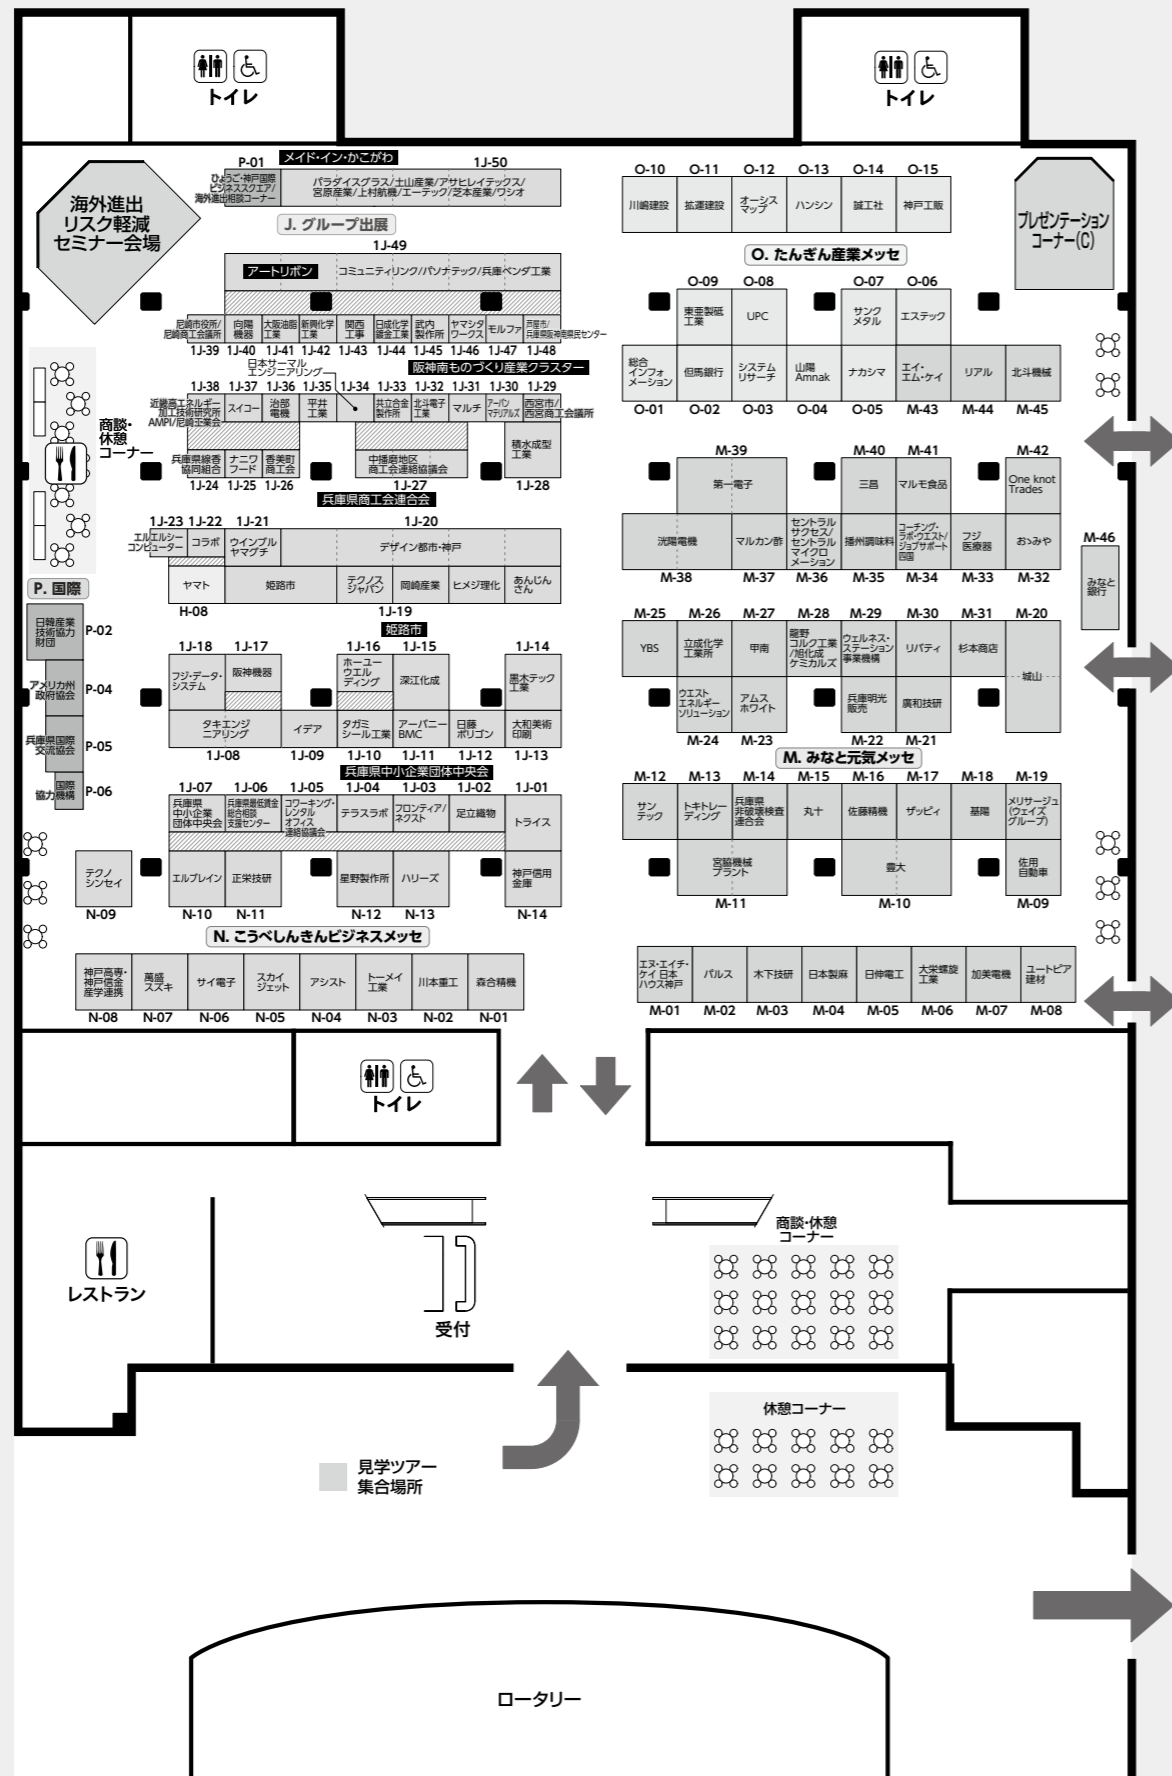 トイレ
トイレ
海外進出
リスク軽減
セミナー会場
P-01
メイド・イン・かこがわ
1J-50
ひょうご・神戸国際
ビジネススクエア/
海外進出相談コーナー
パラダイスグラス/土山産業/アサヒレイテックス/
宮原産業/上村航機/エーテック/芝本産業/ワシオ
J. グループ出展
1J-49
アートリボン
コミュニティリンク/パソナテック/兵庫ベンダ工業
尼崎市役所/
尼崎商工会議所
向陽
機器
大阪油脂
工業
新興化学
工業
関西
工事
日成化学
鍍金工業
武内
製作所
ヤマシタ
ワークス
モルファ
芦屋市/
兵庫県阪神南県民センター
1J-39
1J-40
1J-41
1J-42
1J-43
1J-44
1J-45
1J-46
1J-47
1J-48
日本サーマル
エンジニアリング
阪神南ものづくり産業クラスター
1J-38
1J-37
1J-36
1J-35
1J-34
1J-33
1J-32
1J-31
1J-30
1J-29
近畿高エネルギー
加工技術研究所
AMPI/尼崎工業会
スイコー
治部
電機
平井
工業
共立合金
製作所
北斗電子
工業
マルチ
アーバン
マテリアルズ
西宮市/
西宮商工会議所
兵庫県線香
協同組合
ナニワ
フード
香美町
商工会
中播磨地区
商工会連絡協議会
積水成型
工業
1J-24
1J-25
1J-26
1J-27
1J-28
兵庫県商工会連合会
1J-23
1J-22
1J-21
1J-20
エルエルシー
コンピューター
コラボ
ウインブル
ヤマグチ
デザイン都市・神戸
ヤマト
姫路市
テクノス
ジャパン
岡崎産業
ヒメジ理化
あんじん
さん
H-08
1J-19
姫路市
1J-18
1J-17
1J-16
1J-15
1J-14
フジ・データ・
システム
阪神機器
ホーユー
ウエル
ディング
深江化成
黒木テック
工業
タキエンジ
ニアリング
イデア
タガミ
シール工業
アーバニー
BMC
日藤
ポリゴン
大和美術
印刷
1J-08
1J-09
1J-10
1J-11
1J-12
1J-13
兵庫県中小企業団体中央会
1J-07
1J-06
1J-05
1J-04
1J-03
1J-02
1J-01
兵庫県
中小企業
団体中央会
兵庫県最低賃金
総合相談
支援センター
コワーキング・
レンタル
オフィス
連絡協議会
テラスラボ
フロンティア/
ネクスト
足立織物
トライス
テクノ
シンセイ
エルブレイン
正栄技研
星野製作所
ハリーズ
神戸信用
金庫
N-09
N-10
N-11
N-12
N-13
N-14
N. こうべしんきんビジネスメッセ
神戸高専・
神戸信金
産学連携
萬盛
スズキ
サイ電子
スカイ
ジェット
アシスト
トーメイ
工業
川本重工
森合精機
N-08
N-07
N-06
N-05
N-04
N-03
N-02
N-01
商談・
休憩
コーナー
P. 国際
日韓産業
技術協力
財団
P-02
アメリカ州
政府協会
P-04
兵庫県国際
交流協会
P-05
国際
協力機構
P-06
O-10
O-11
O-12
O-13
O-14
O-15
川嶋建設
拡運建設
オーシス
マップ
ハンシン
誠工社
神戸工販
プレゼンテーション
コーナー(C)
O. たんぎん産業メッセ
O-09
O-08
O-07
O-06
東亜製砥
工業
UPC
サンク
メタル
エステック
総合
インフォ
メーション
但馬銀行
システム
リサーチ
山陽
Amnak
ナカシマ
エイ・
エム・ケイ
リアル
北斗機械
O-01
O-02
O-03
O-04
O-05
M-43
M-44
M-45
M-39
M-40
M-41
M-42
第一電子
三昌
マルモ食品
One knot
Trades
洸陽電機
マルカン酢
セントラル
サクセス/
セントラル
マイクロ
メーション
播州調味料
コーチング・
ラボ・ウエスト/
ジョブサポート
四国
フジ
医療器
おゝみや
M-38
M-37
M-36
M-35
M-34
M-33
M-32
M-46
みなと
銀行
M-25
M-26
M-27
M-28
M-29
M-30
M-31
M-20
YBS
立成化学
工業所
甲南
龍野
コルク工業
/旭化成
ケミカルズ
ウェルネス・
ステーション
事業機構
リバティ
杉本商店
城山
ウエスト
エネルギー
ソリューション
アムス
ホワイト
兵庫明光
販売
廣和技研
M-24
M-23
M-22
M-21
M. みなと元気メッセ
M-12
M-13
M-14
M-15
M-16
M-17
M-18
M-19
サン
テック
トキトレー
ディング
兵庫県
非破壊検査
連合会
丸十
佐藤精機
ザッピィ
基陽
メリサージュ
(ウェイズ
グループ)
宮脇機械
プラント
豊大
佐用
自動車
M-11
M-10
M-09
エヌ・エイチ・
ケイ 日本
ハウス神戸
パルス
木下技研
日本製麻
日伸電工
大栄螺旋
工業
加美電機
ユートピア
建材
M-01
M-02
M-03
M-04
M-05
M-06
M-07
M-08
トイレ
レストラン
受付
商談・休憩
コーナー
休憩コーナー
見学ツアー
集合場所
ロータリー